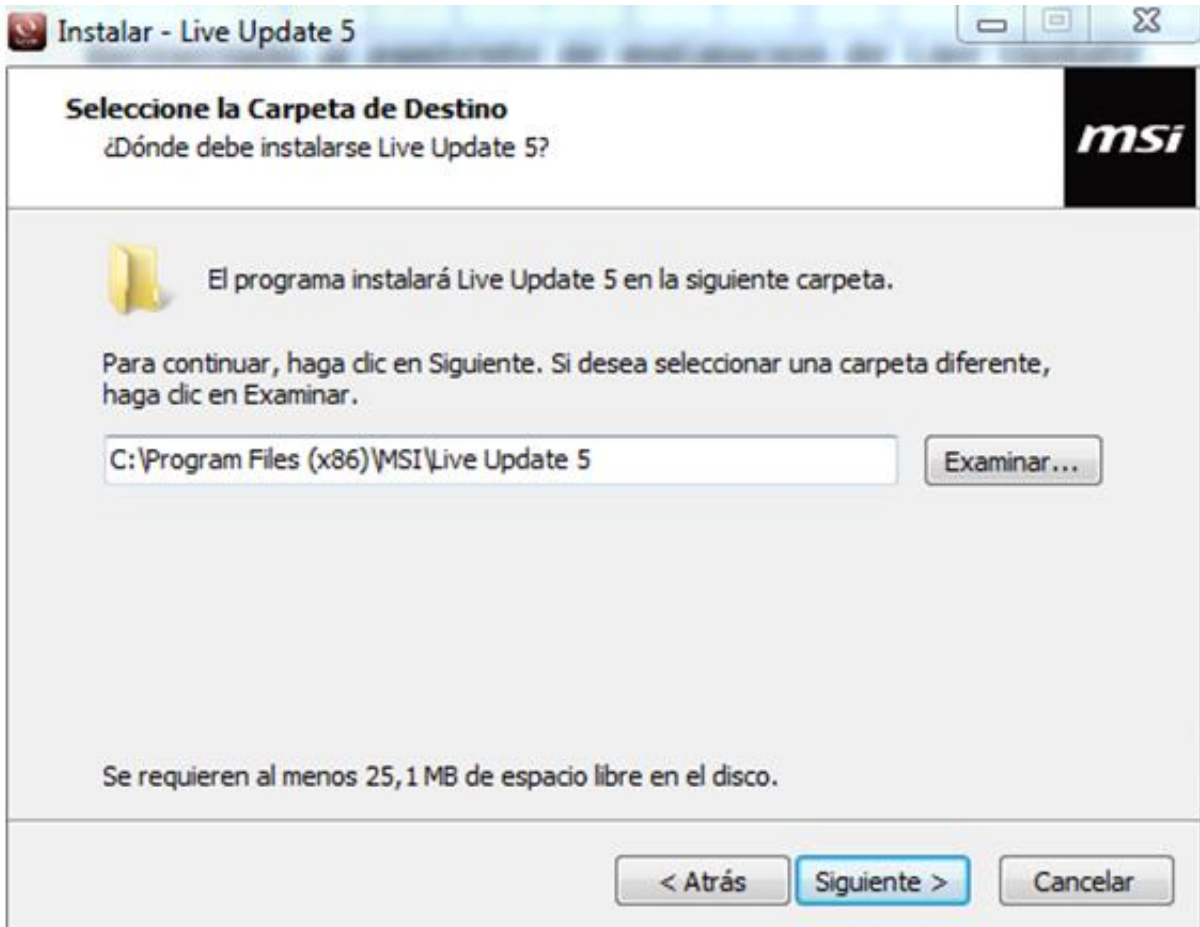 Instalar - Live Update 5
Seleccione la Carpeta de Destino
¿Dónde debe instalarse Live Update 5?
msi
El programa instalará Live Update 5 en la siguiente carpeta.
Para continuar, haga clic en Siguiente. Si desea seleccionar una carpeta diferente,
haga clic en Examinar.
C:\Program Files (x86)\MSI\Live Update 5
Examinar...
Se requieren al menos 25,1 MB de espacio libre en el disco.
< Atrás
Siguiente >
Cancelar